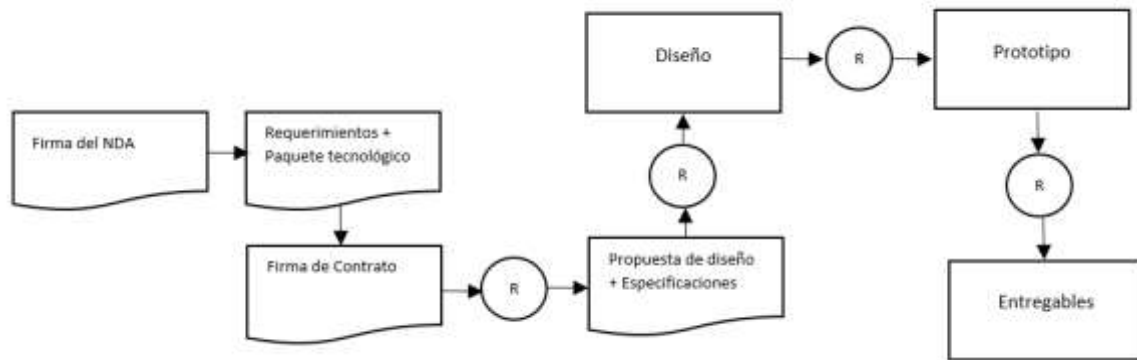 Firma del NDA
Requerimientos +
Paquete tecnológico
Firma de Contrato
R
Propuesta de diseño
+ Especificaciones
R
Diseño
R
Prototipo
R
Entregables